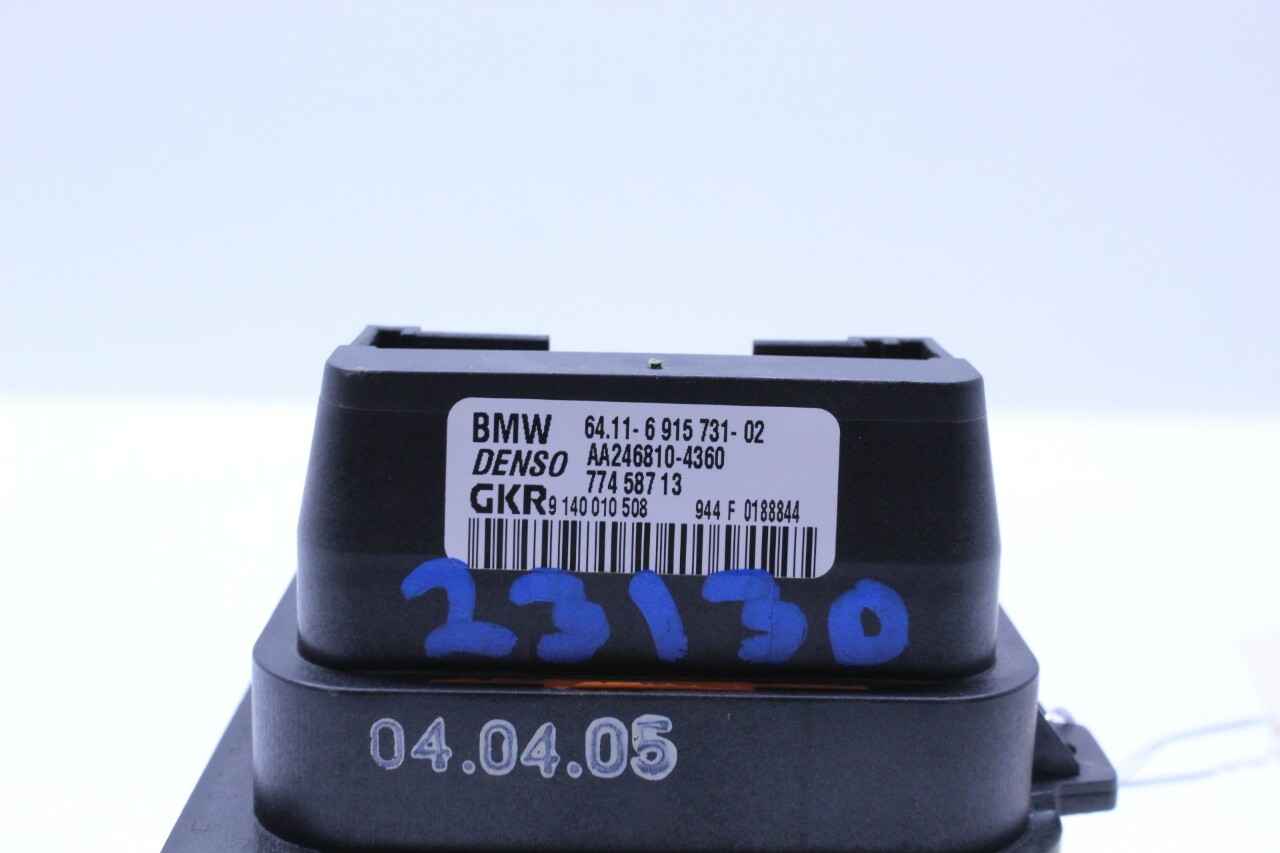 BMW 64.11- 6 915 731- 02
DENSO AA246810-4360
774 587 13
GKR 9 140 010 508 944 F 0188844
23130
04.04.05